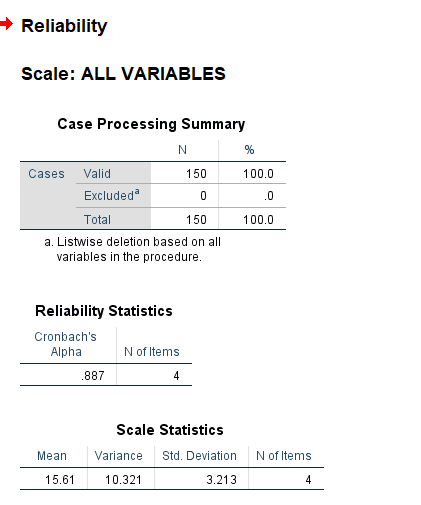 Reliability
Scale: ALL VARIABLES
Case Processing Summary
N %
Cases Valid 150 100.0
Excludedᵃ 0 .0
Total 150 100.0
a. Listwise deletion based on all
variables in the procedure.
Reliability Statistics
Cronbach's
Alpha N of Items
.887 4
Scale Statistics
Mean Variance Std. Deviation N of Items
15.61 10.321 3.213 4